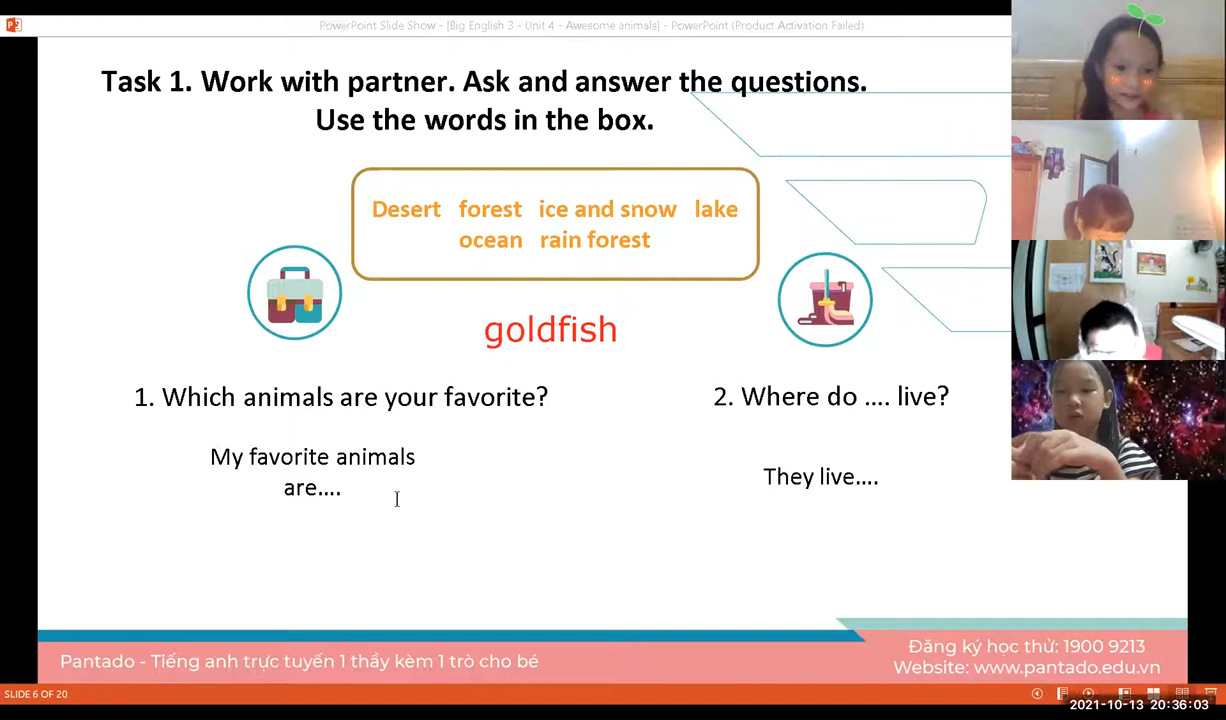 PowerPoint Slide Show - [Big English 3 - Unit 4 - Awesome animals] - PowerPoint (Product Activation Failed)
Task 1. Work with partner. Ask and answer the questions.
Use the words in the box.
Desert forest ice and snow lake
ocean rain forest
goldfish
1. Which animals are your favorite?
2. Where do .... live?
My favorite animals
are....
They live....
Pantado - Tiếng anh trực tuyến 1 thầy kèm 1 trò cho bé
Đăng ký học thử: 1900 9213
Website: www.pantado.edu.vn
SLIDE 6 OF 20
2021-10-13 20:36:03